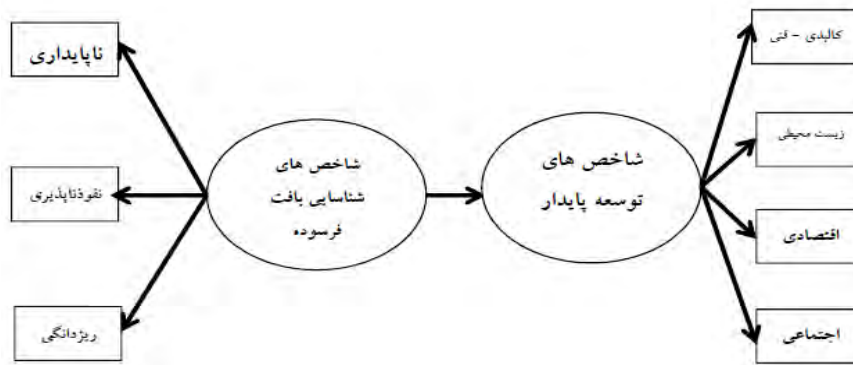 کالبدی - فنی
زیست محیطی
اقتصادی
اجتماعی
شاخص های
توسعه پایدار
شاخص های
شناسایی بافت
فرسوده
ناپایداری
نفوذناپذیری
ریزدانگی